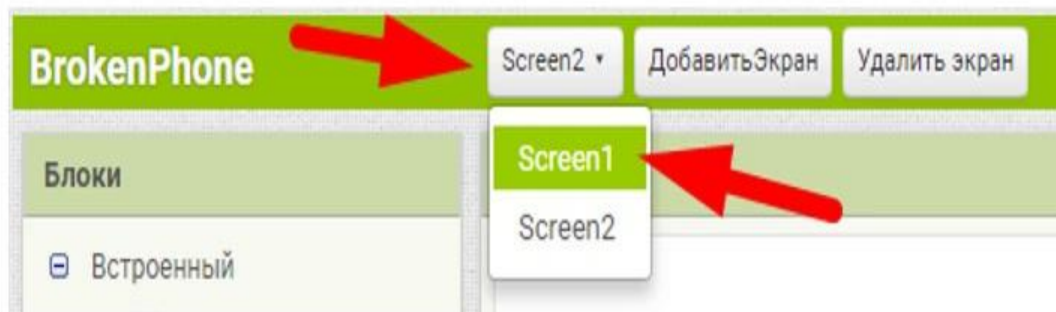 BrokenPhone Screen2 ДобавитьЭкран Удалить экран
Блоки
Screen1
Screen2
Встроенный